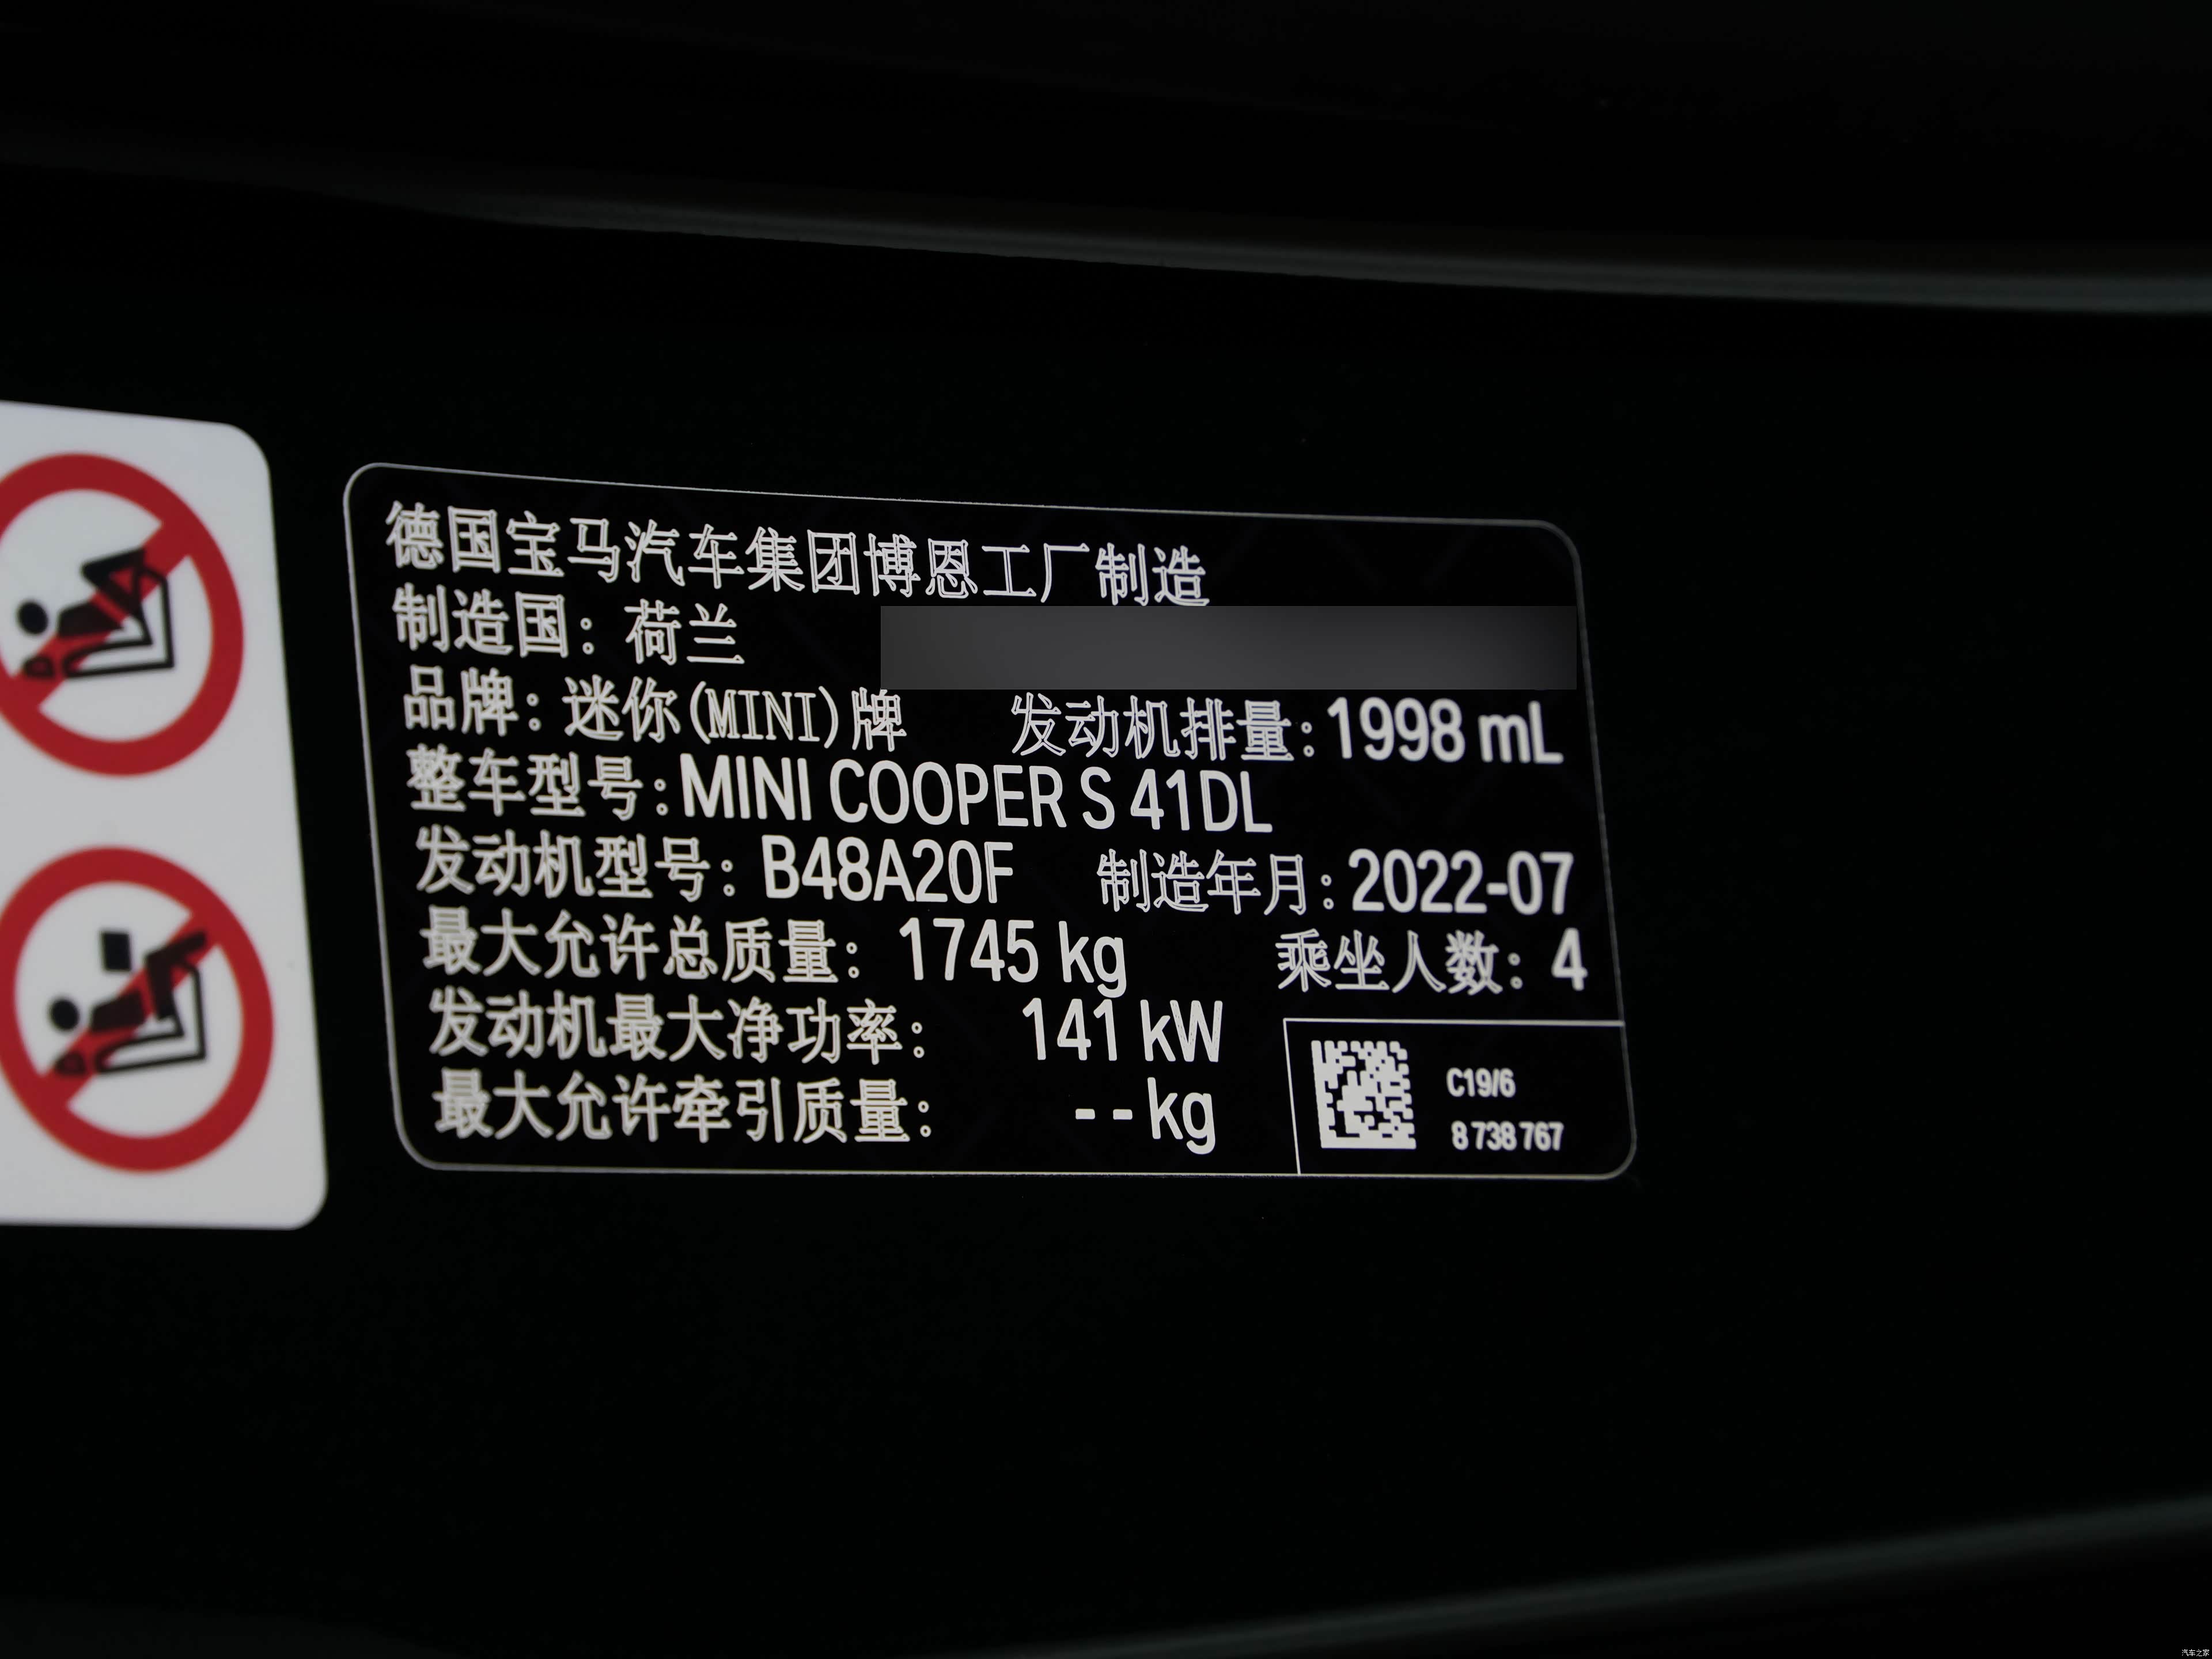 德国宝马汽车集团博恩工厂制造
制造国：荷兰
品牌：迷你(MINI)牌 发动机排量：1998 mL
整车型号：MINI COOPER S 41DL
发动机型号：B48A20F 制造年月：2022-07
最大允许总质量：1745 kg 乘坐人数：4
发动机最大净功率：141 kW
最大允许牵引质量：--kg
C19/6
8 738 767
汽车之家